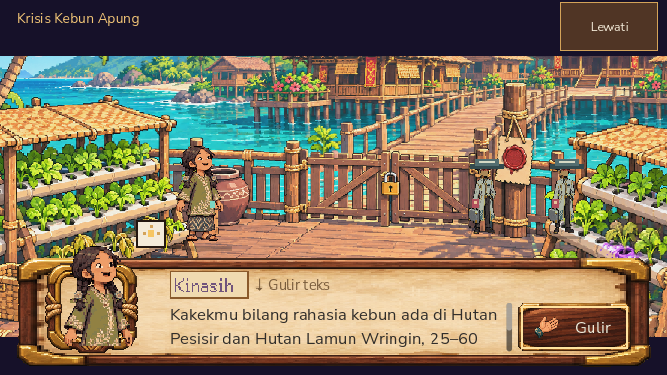 Krisis Kebun Apung
Lewati
Kinasih
↓ Gulir teks
Kakekmu bilang rahasia kebun ada di Hutan
Pesisir dan Hutan Lamun Wringin, 25–60
Gulir